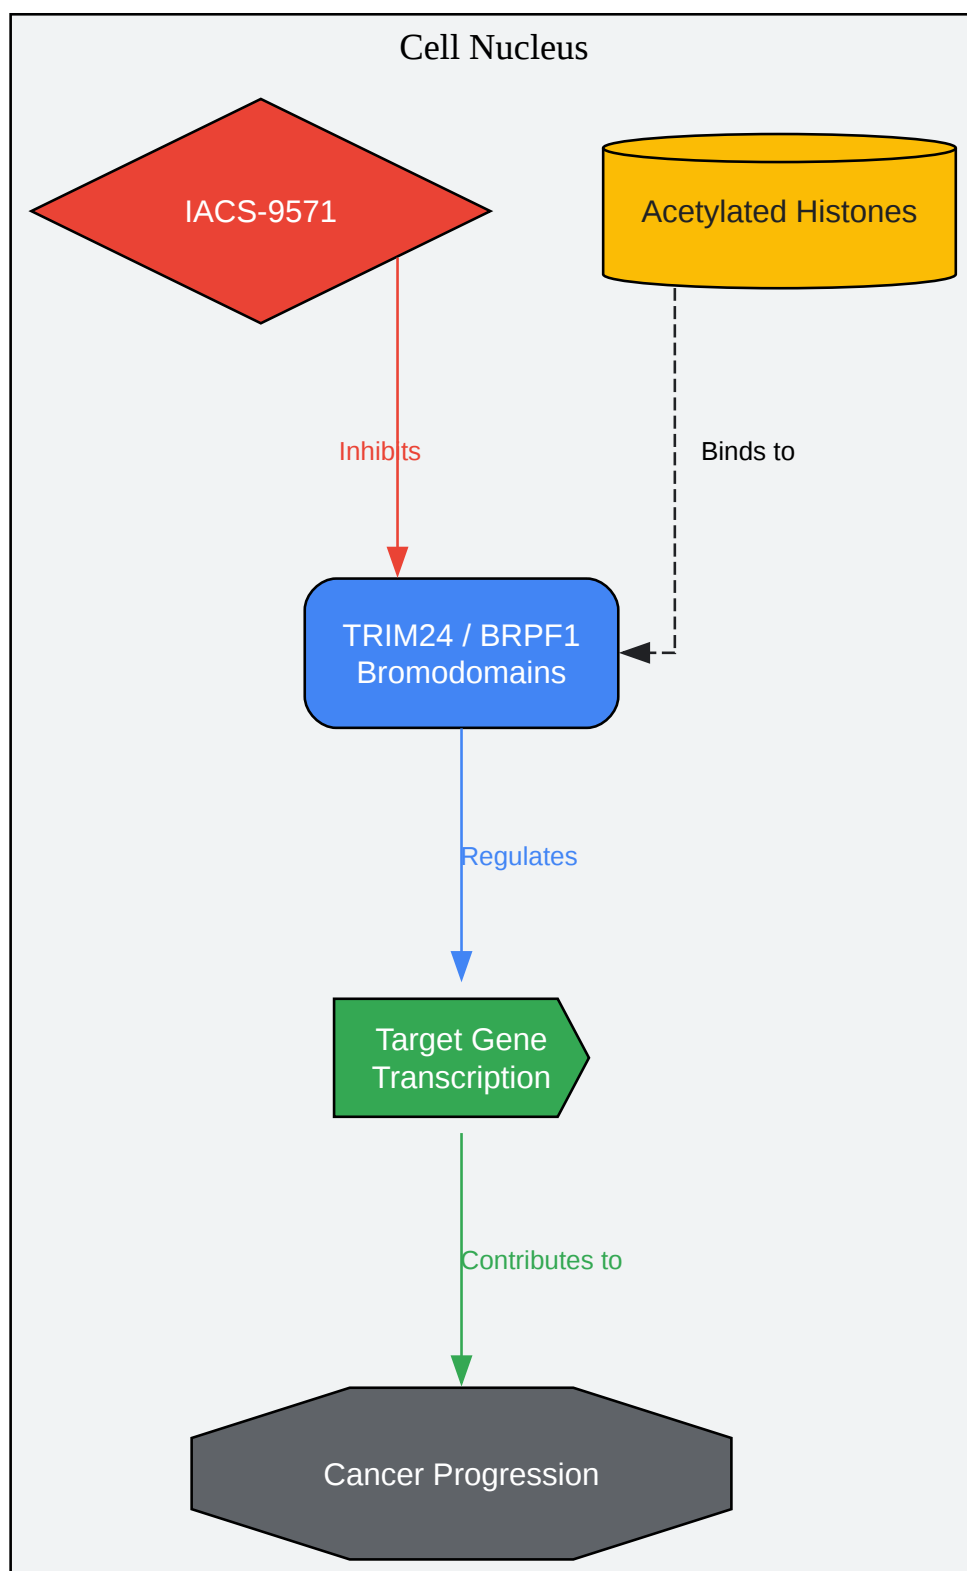 Cell Nucleus
IACS-9571
Acetylated Histones
Inhibits
Binds to
TRIM24 / BRPF1
Bromodomains
Regulates
Target Gene
Transcription
Contributes to
Cancer Progression